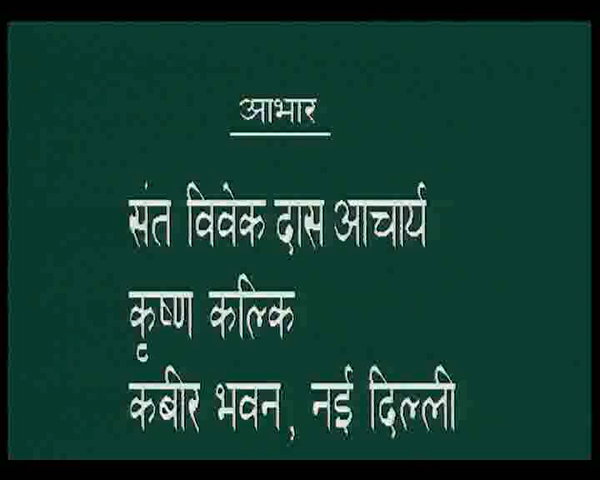 आभार
संत विवेक दास आचार्य
कृष्ण कल्कि
कबीर भवन, नई दिल्ली